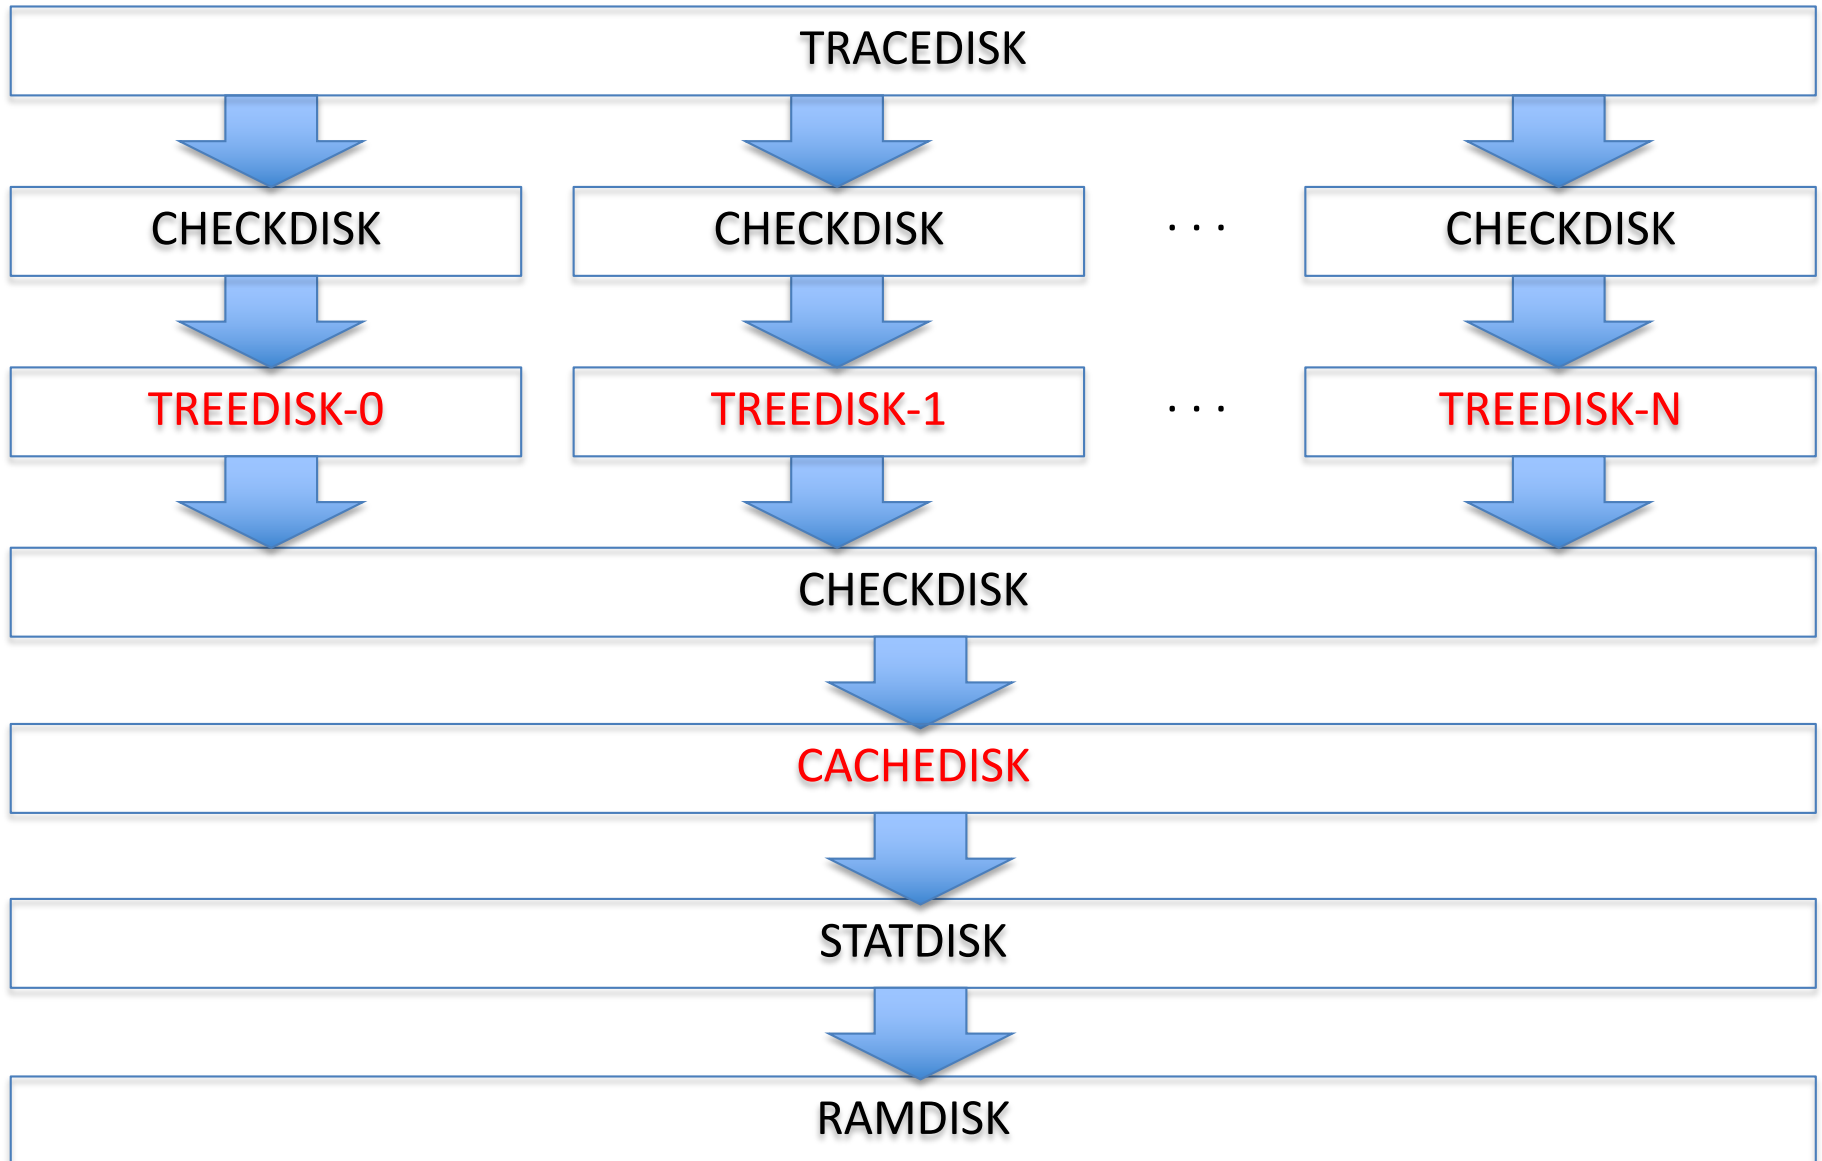 TRACEDISK
CHECKDISK CHECKDISK . . . CHECKDISK
TREEDISK-0 TREEDISK-1 . . . TREEDISK-N
CHECKDISK
CACHEDISK
STATDISK
RAMDISK